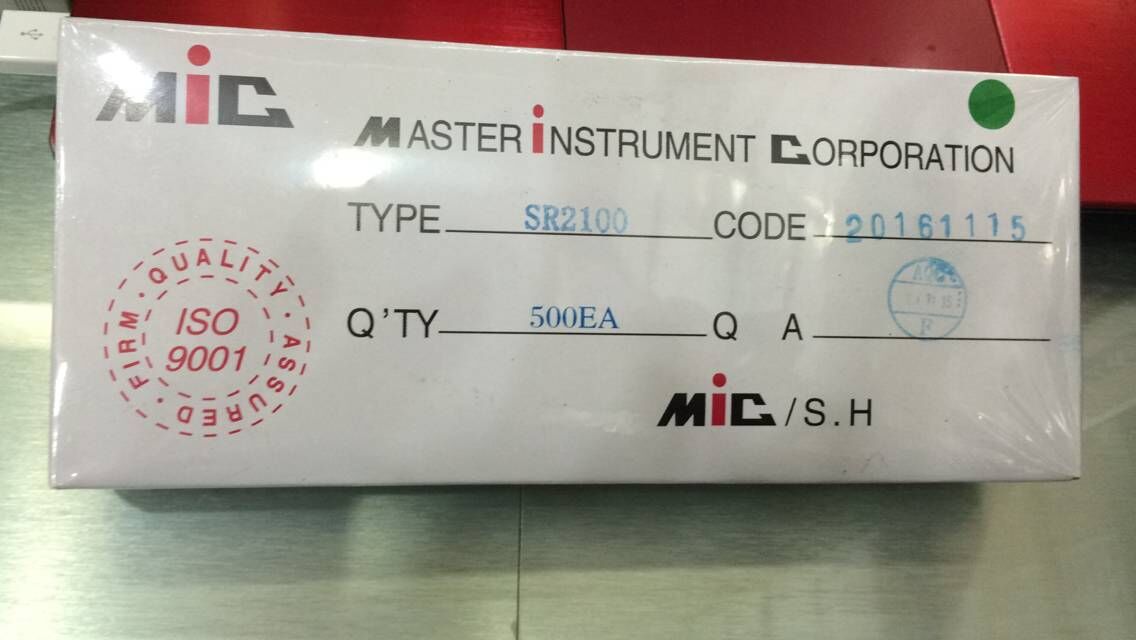 MiC
MASTER iNSTRUMENT CORPORATION
TYPE SR2100 CODE 20161115
Q'TY 500EA Q A
FIRM · QUALITY · ASSURED ·
ISO
9001
F
MiC / S.H